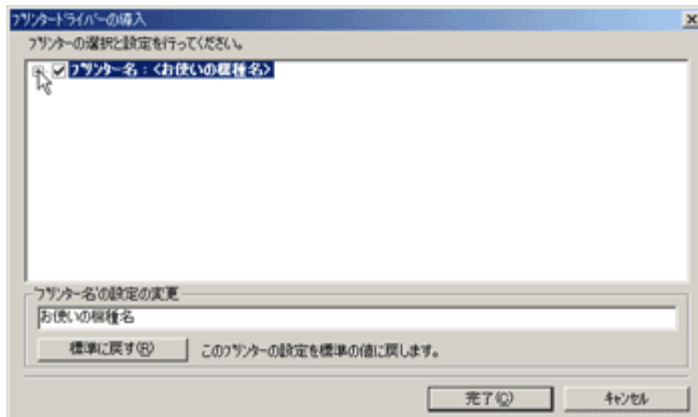 プリンタードライバーの導入
プリンターの選択と設定を行ってください。
プリンター名 : <お使いの機種名>
'プリンター名'の設定の変更
お使いの機種名
標準に戻す(R)
このプリンターの設定を標準の値に戻します。
完了(C)
キャンセル